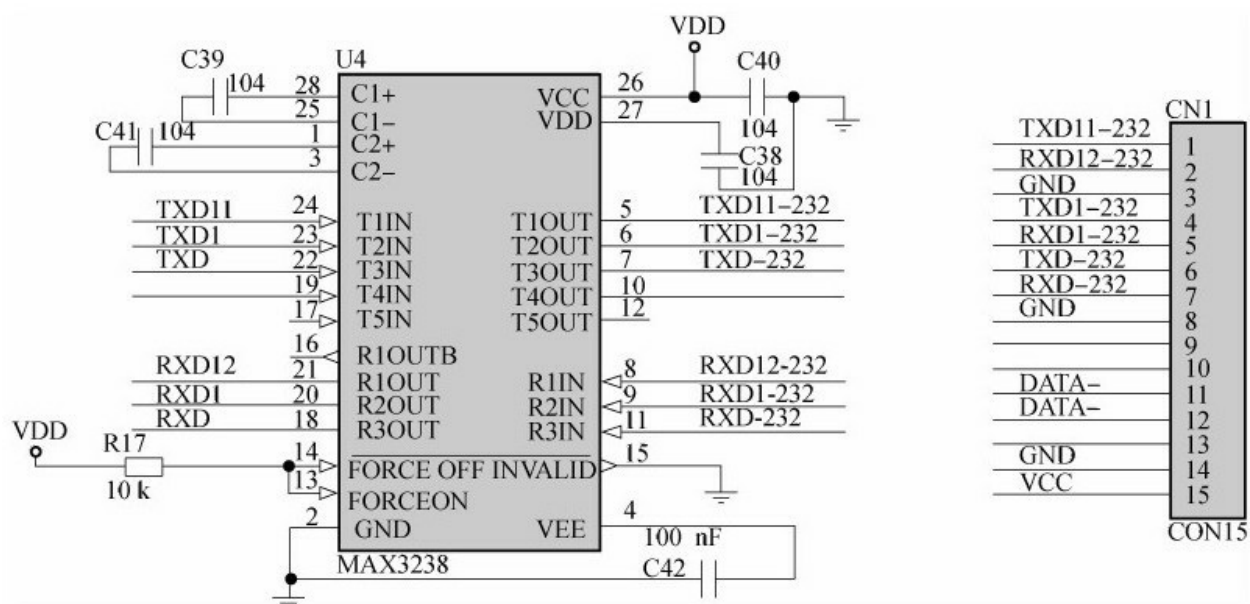 VDD
C39
U4
C40
104
28
C1+
VCC
26
25
C1–
VDD
27
C41
104
1
C2+
104
C38
3
C2–
104
TXD11
24
T1IN
T1OUT
5
TXD11–232
TXD1
23
T2IN
T2OUT
6
TXD1–232
TXD
22
T3IN
T3OUT
7
TXD–232
19
T4IN
T4OUT
10
17
T5IN
T5OUT
12
16
R1OUTB
RXD12
21
R1OUT
R1IN
8
RXD12-232
RXD1
20
R2OUT
R2IN
9
RXD1-232
RXD
18
R3OUT
R3IN
11
RXD-232
VDD
R17
10 k
14
FORCE OFF INVALID
15
13
FORCEON
2
GND
VEE
4
100 nF
MAX3238
C42
CN1
TXD11–232
1
RXD12–232
2
GND
3
TXD1–232
4
RXD1–232
5
TXD–232
6
RXD–232
7
GND
8
9
10
DATA–
11
DATA–
12
13
GND
14
VCC
15
CON15